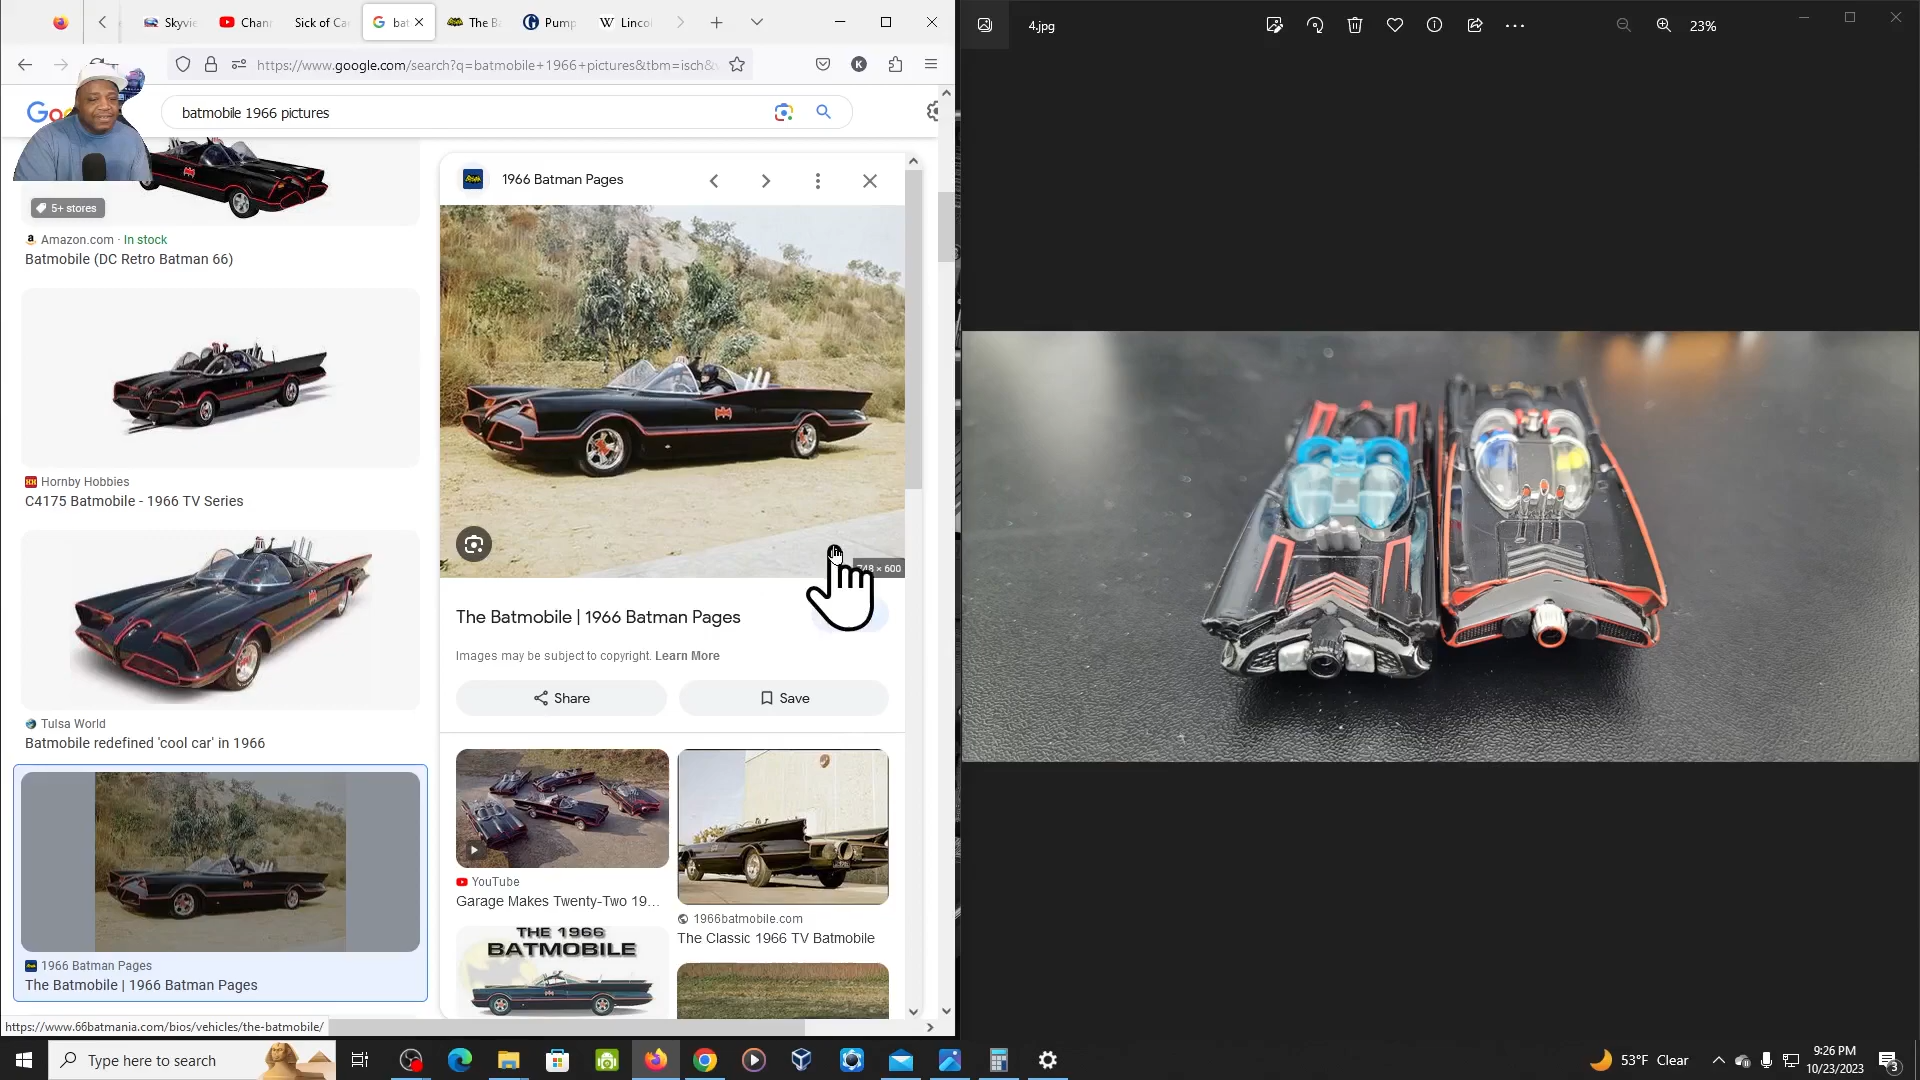 Skyvie
Chan
Sick of Ca
bat
The Ba
Pump
Linco
https://www.google.com/search?q=batmobile+1966+pictures&tbm=isch&
K
Goo
batmobile 1966 pictures
5+ stores
Amazon.com · In stock
Batmobile (DC Retro Batman 66)
Hornby Hobbies
C4175 Batmobile - 1966 TV Series
Tulsa World
Batmobile redefined 'cool car' in 1966
1966 Batman Pages
The Batmobile | 1966 Batman Pages
https://www.66batmania.com/bios/vehicles/the-batmobile/
1966 Batman Pages
× 600
The Batmobile | 1966 Batman Pages
Images may be subject to copyright. Learn More
Share
Save
YouTube
Garage Makes Twenty-Two 19...
1966batmobile.com
The Classic 1966 TV Batmobile
THE 1966
BATMOBILE
4.jpg
23%
Type here to search
53°F Clear
9:26 PM
10/23/2023
3